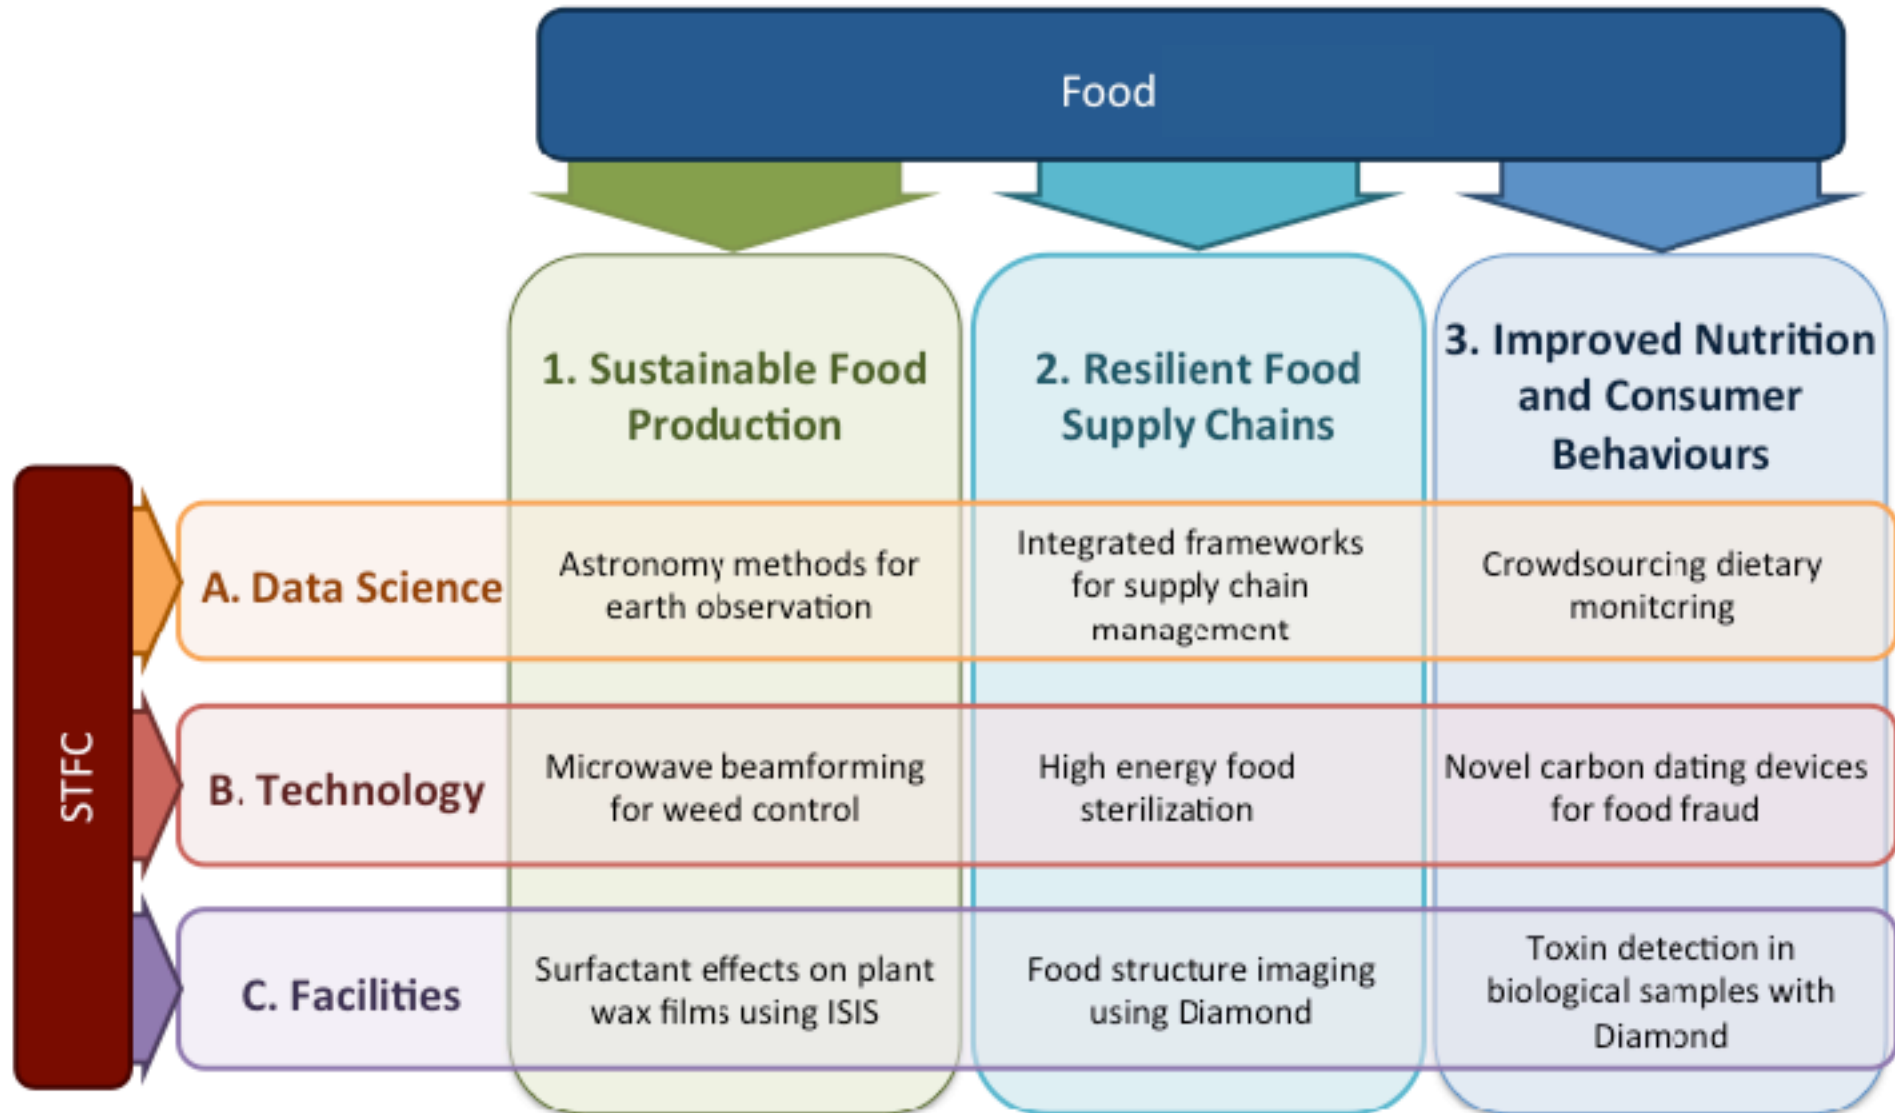 Food
1. Sustainable Food
Production
2. Resilient Food
Supply Chains
3. Improved Nutrition
and Consumer
Behaviours
STFC
A. Data Science
Astronomy methods for
earth observation
Integrated frameworks
for supply chain
management
Crowdsourcing dietary
monitoring
B. Technology
Microwave beamforming
for weed control
High energy food
sterilization
Novel carbon dating devices
for food fraud
C. Facilities
Surfactant effects on plant
wax films using ISIS
Food structure imaging
using Diamond
Toxin detection in
biological samples with
Diamond